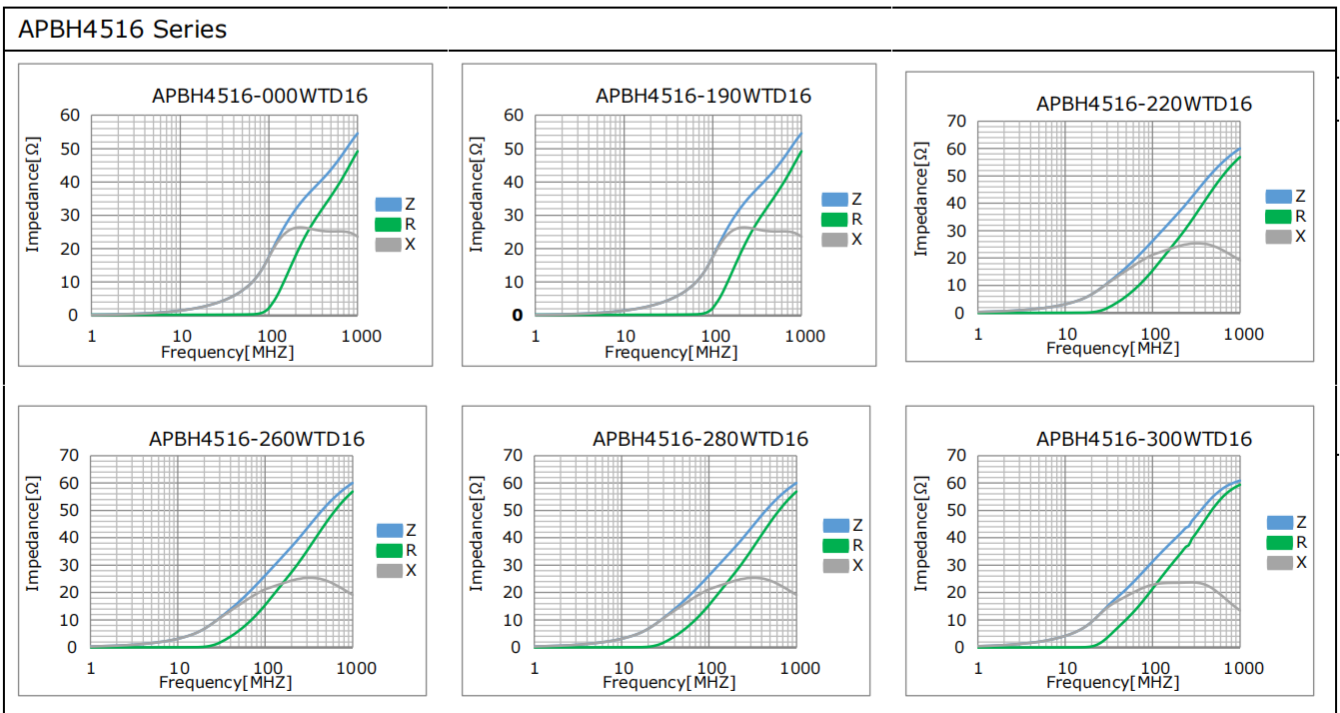 APBH4516 Series
APBH4516-000WTD16
Impedance[Ω]
60
50
40
30
20
10
0
1 10 100 1000
Frequency[MHZ]
Z
R
X
APBH4516-190WTD16
Impedance[Ω]
60
50
40
30
20
10
0
1 10 100 1000
Frequency[MHZ]
Z
R
X
APBH4516-220WTD16
Impedance[Ω]
70
60
50
40
30
20
10
0
1 10 100 1000
Frequency[MHZ]
Z
R
X
APBH4516-260WTD16
Impedance[Ω]
70
60
50
40
30
20
10
0
1 10 100 1000
Frequency[MHZ]
Z
R
X
APBH4516-280WTD16
Impedance[Ω]
70
60
50
40
30
20
10
0
1 10 100 1000
Frequency[MHZ]
Z
R
X
APBH4516-300WTD16
Impedance[Ω]
70
60
50
40
30
20
10
0
1 10 100 1000
Frequency[MHZ]
Z
R
X